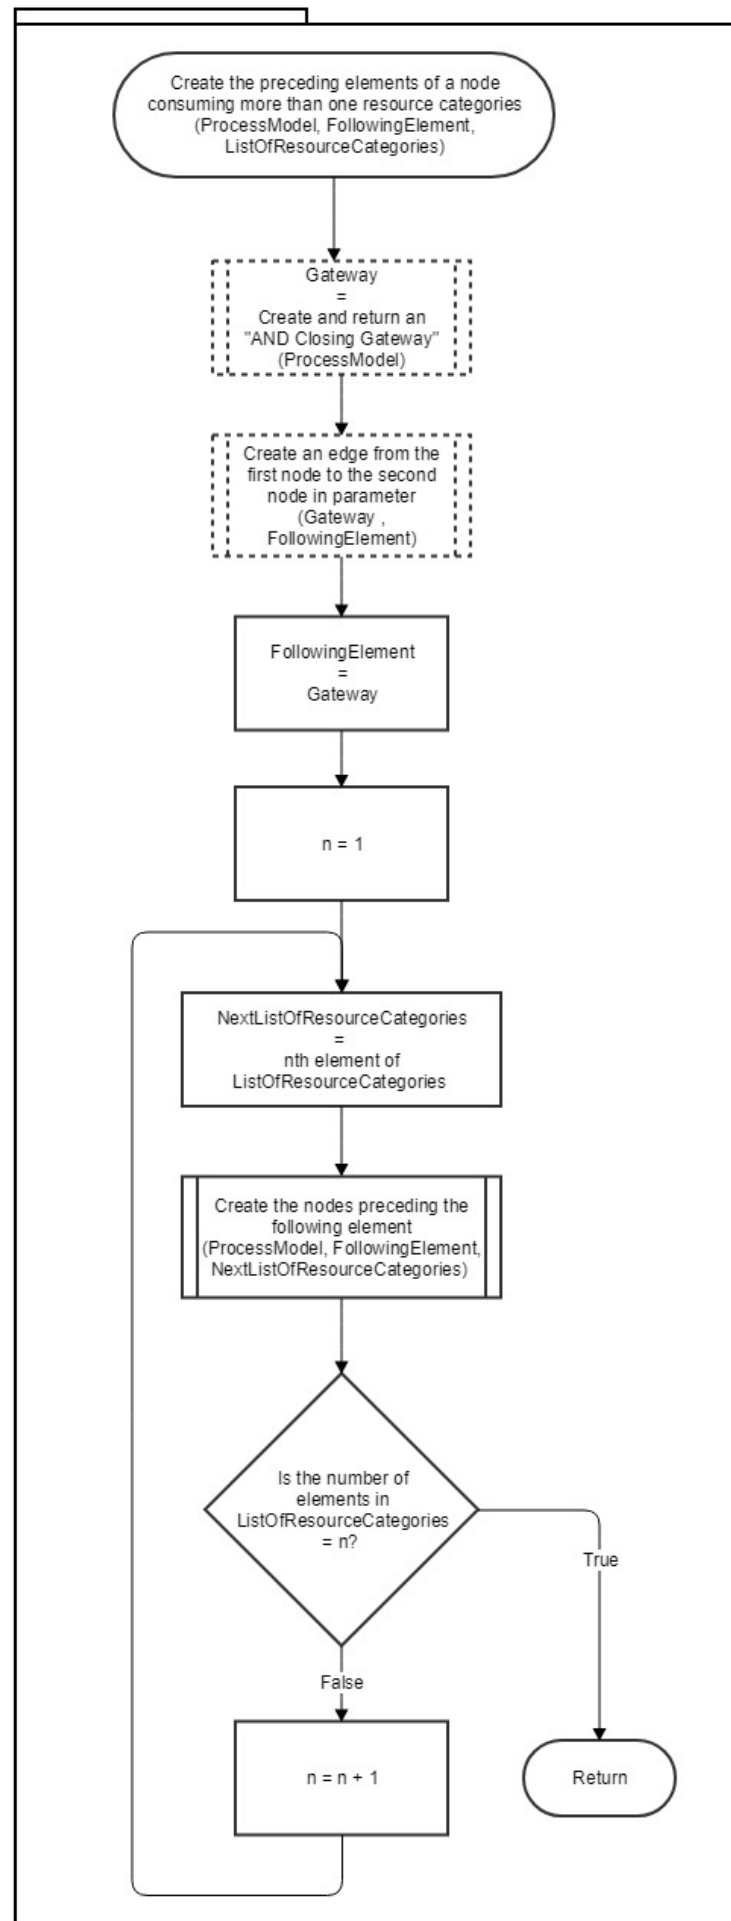 Create the preceding elements of a node
consuming more than one resource categories
(ProcessModel, FollowingElement,
ListOfResourceCategories)
Gateway
=
Create and return an
"AND Closing Gateway"
(ProcessModel)
Create an edge from the
first node to the second
node in parameter
(Gateway ,
FollowingElement)
FollowingElement
=
Gateway
n = 1
NextListOfResourceCategories
=
nth element of
ListOfResourceCategories
Create the nodes preceding the
following element
(ProcessModel, FollowingElement,
NextListOfResourceCategories)
Is the number of
elements in
ListOfResourceCategories
= n?
True
False
n = n + 1
Return